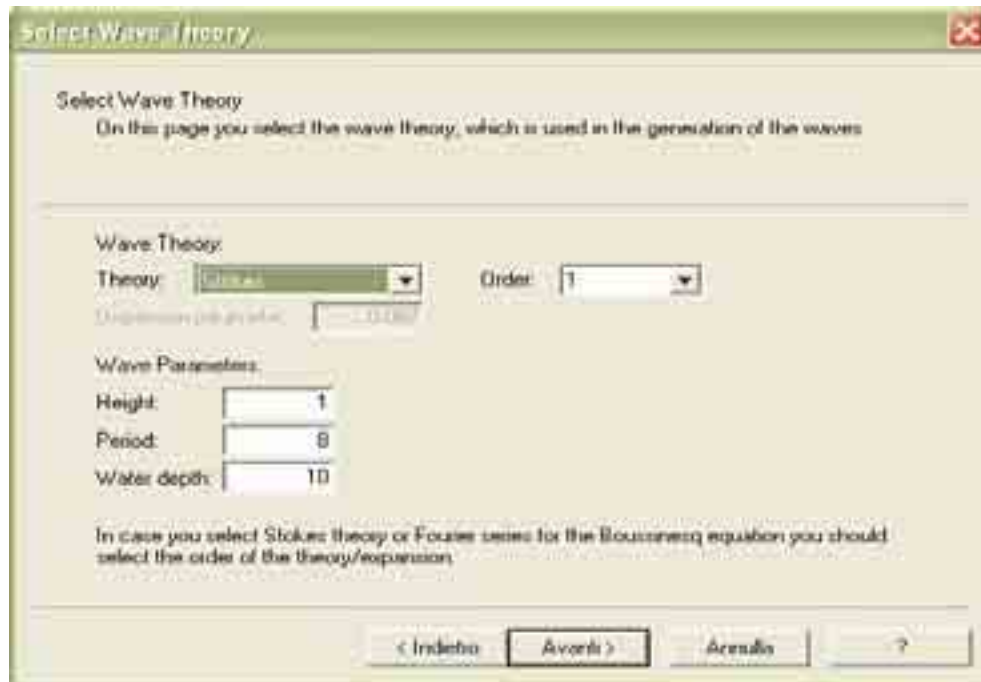 Select Wave Theory
Select Wave Theory
On this page you select the wave theory, which is used in the generation of the waves
Wave Theory:
Theory: Stokes Order: 1
Wave Parameters:
Height: 1
Period: 8
Water depth: 10
In case you select Stokes theory or Fourier series for the Boussinesq equation you should
select the order of the theory/expansion.
< Indietro Avanti > Annulla ?